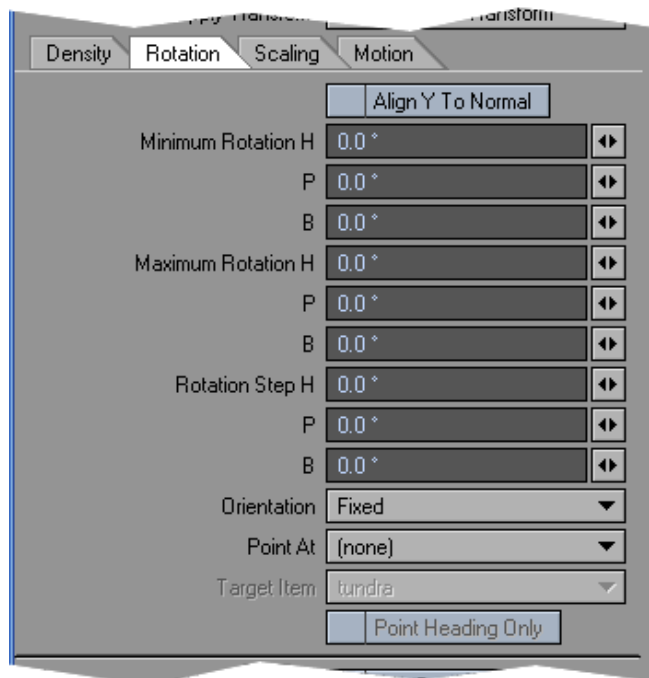 Density Rotation Scaling Motion
Align Y To Normal
Minimum Rotation H 0.0 °
P 0.0 °
B 0.0 °
Maximum Rotation H 0.0 °
P 0.0 °
B 0.0 °
Rotation Step H 0.0 °
P 0.0 °
B 0.0 °
Orientation Fixed
Point At (none)
Target Item tundra
Point Heading Only